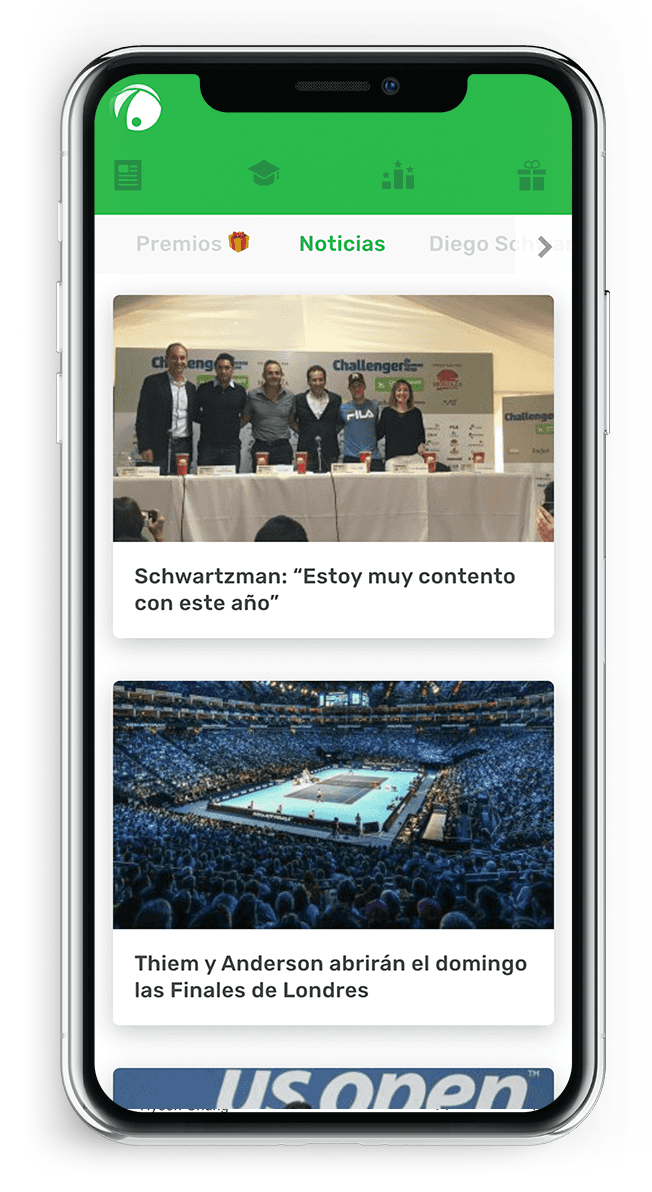 Premios
Noticias
Diego Sch
Challenger
Challenger
FILA
Challenger
Schwartzman: “Estoy muy contento
con este año”
Thiem y Anderson abrirán el domingo
las Finales de Londres
us open
TM